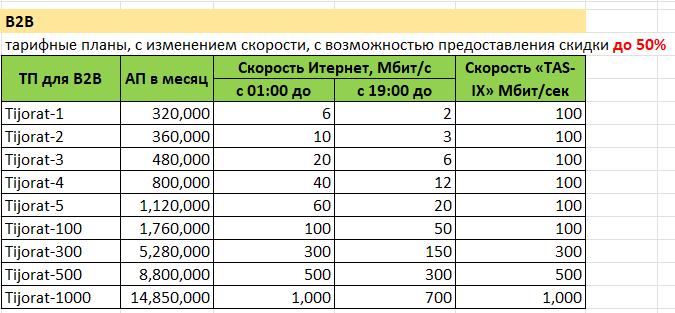 B2B
тарифные планы, с изменением скорости, с возможностью предоставления скидки до 50%
ТП для B2B АП в месяц Скорость Итернет, Мбит/с Скорость «TAS-IX» Мбит/сек
с 01:00 до с 19:00 до
Tijorat-1 320,000 6 2 100
Tijorat-2 360,000 10 3 100
Tijorat-3 480,000 20 6 100
Tijorat-4 800,000 40 12 100
Tijorat-5 1,120,000 60 20 100
Tijorat-100 1,760,000 100 50 100
Tijorat-300 5,280,000 300 150 300
Tijorat-500 8,800,000 500 300 500
Tijorat-1000 14,850,000 1,000 700 1,000